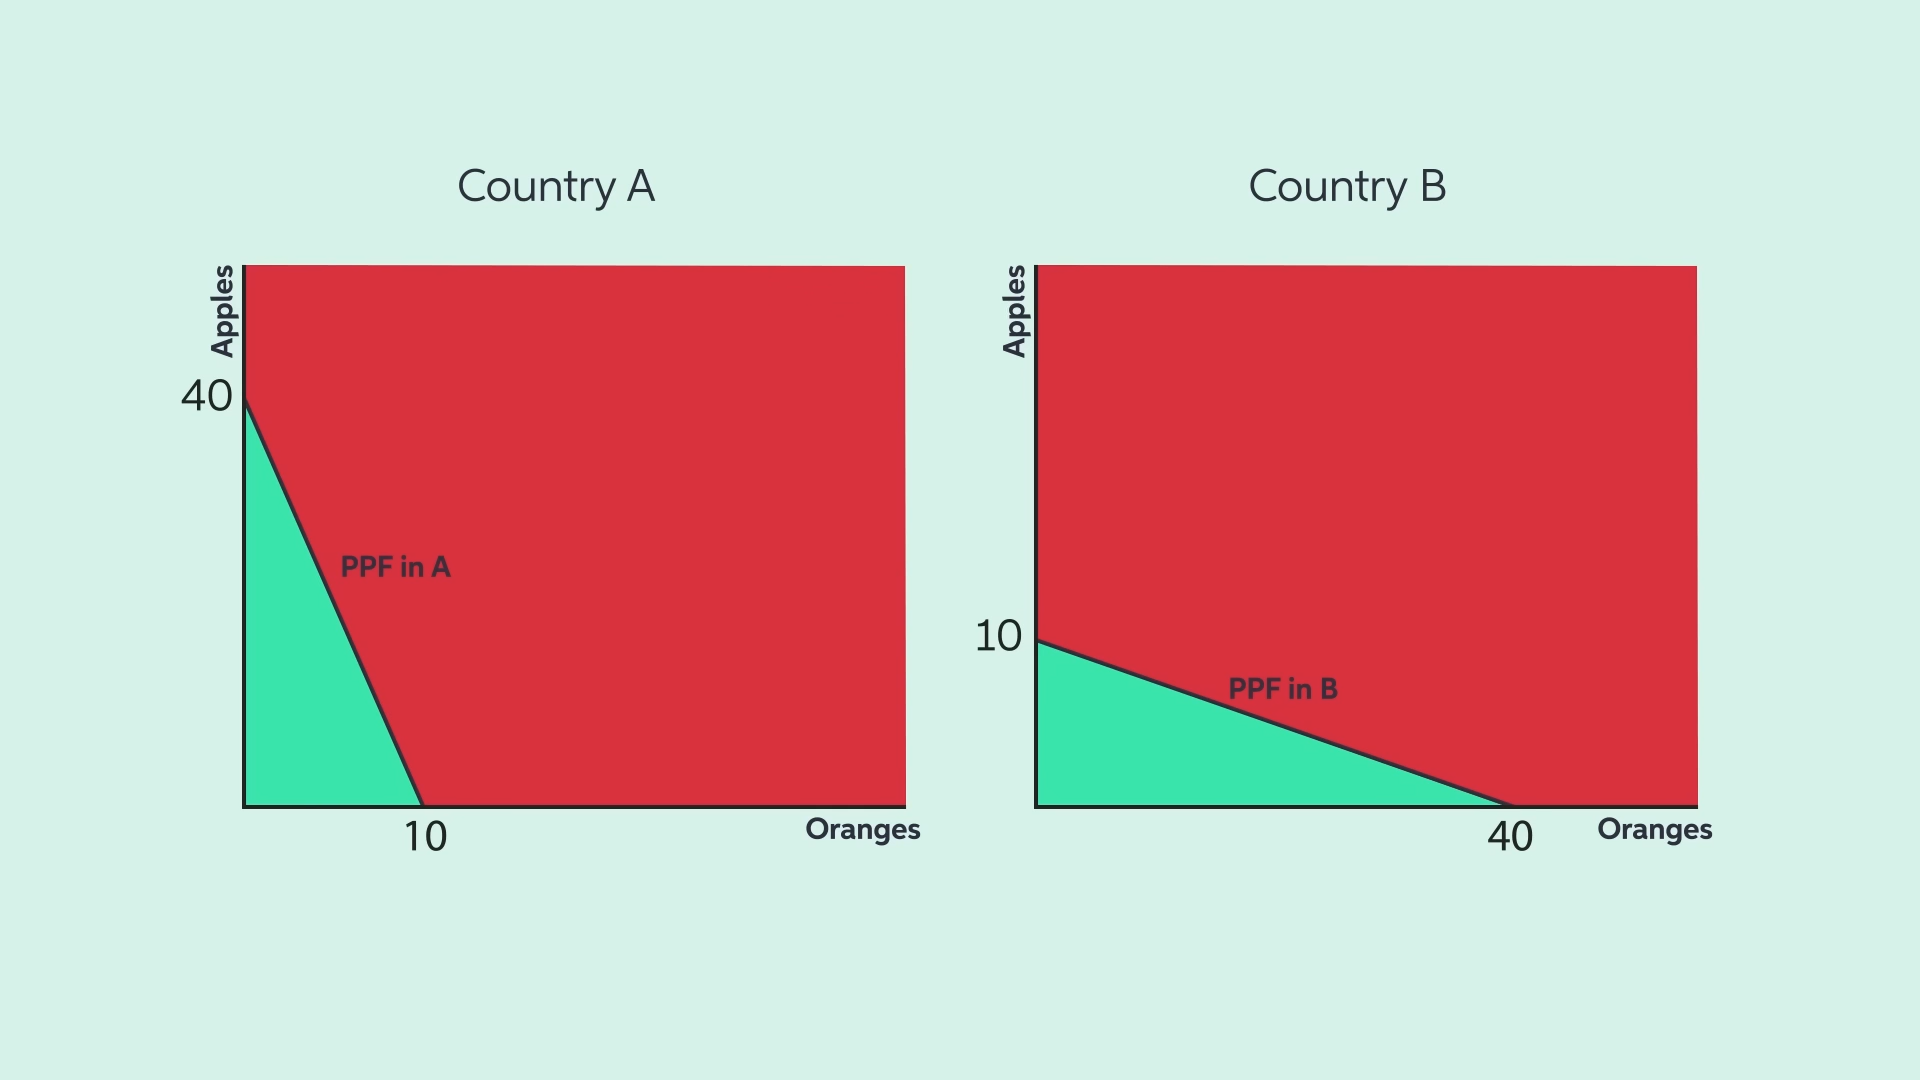 Country A
Apples
40
PPF in A
10
Oranges
Country B
Apples
10
PPF in B
40
Oranges